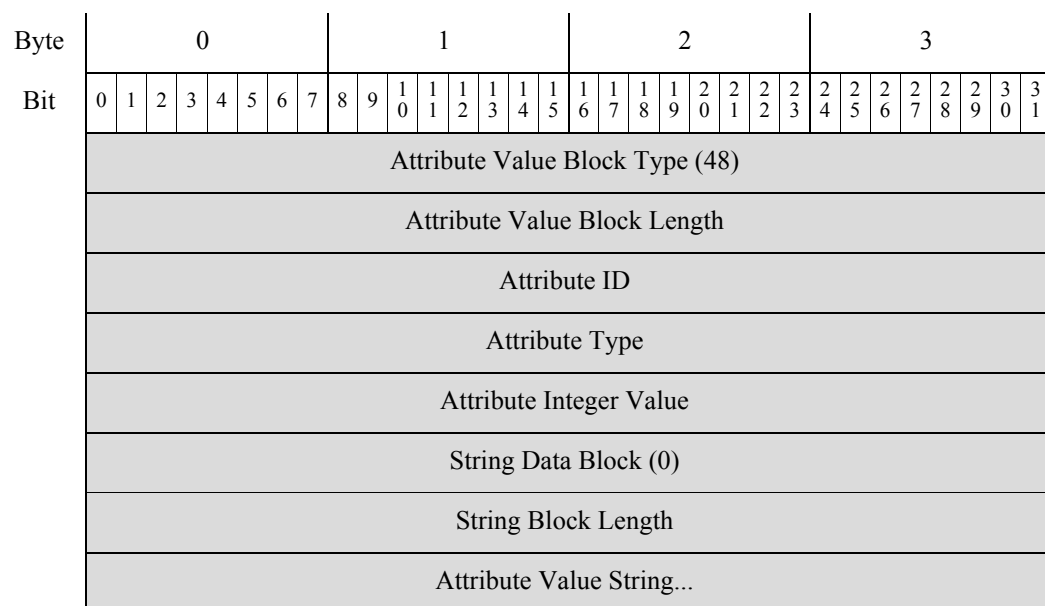 Byte 0 1 2 3
Bit 0 1 2 3 4 5 6 7 8 9 10 11 12 13 14 15 16 17 18 19 20 21 22 23 24 25 26 27 28 29 30 31
Attribute Value Block Type (48)
Attribute Value Block Length
Attribute ID
Attribute Type
Attribute Integer Value
String Data Block (0)
String Block Length
Attribute Value String...